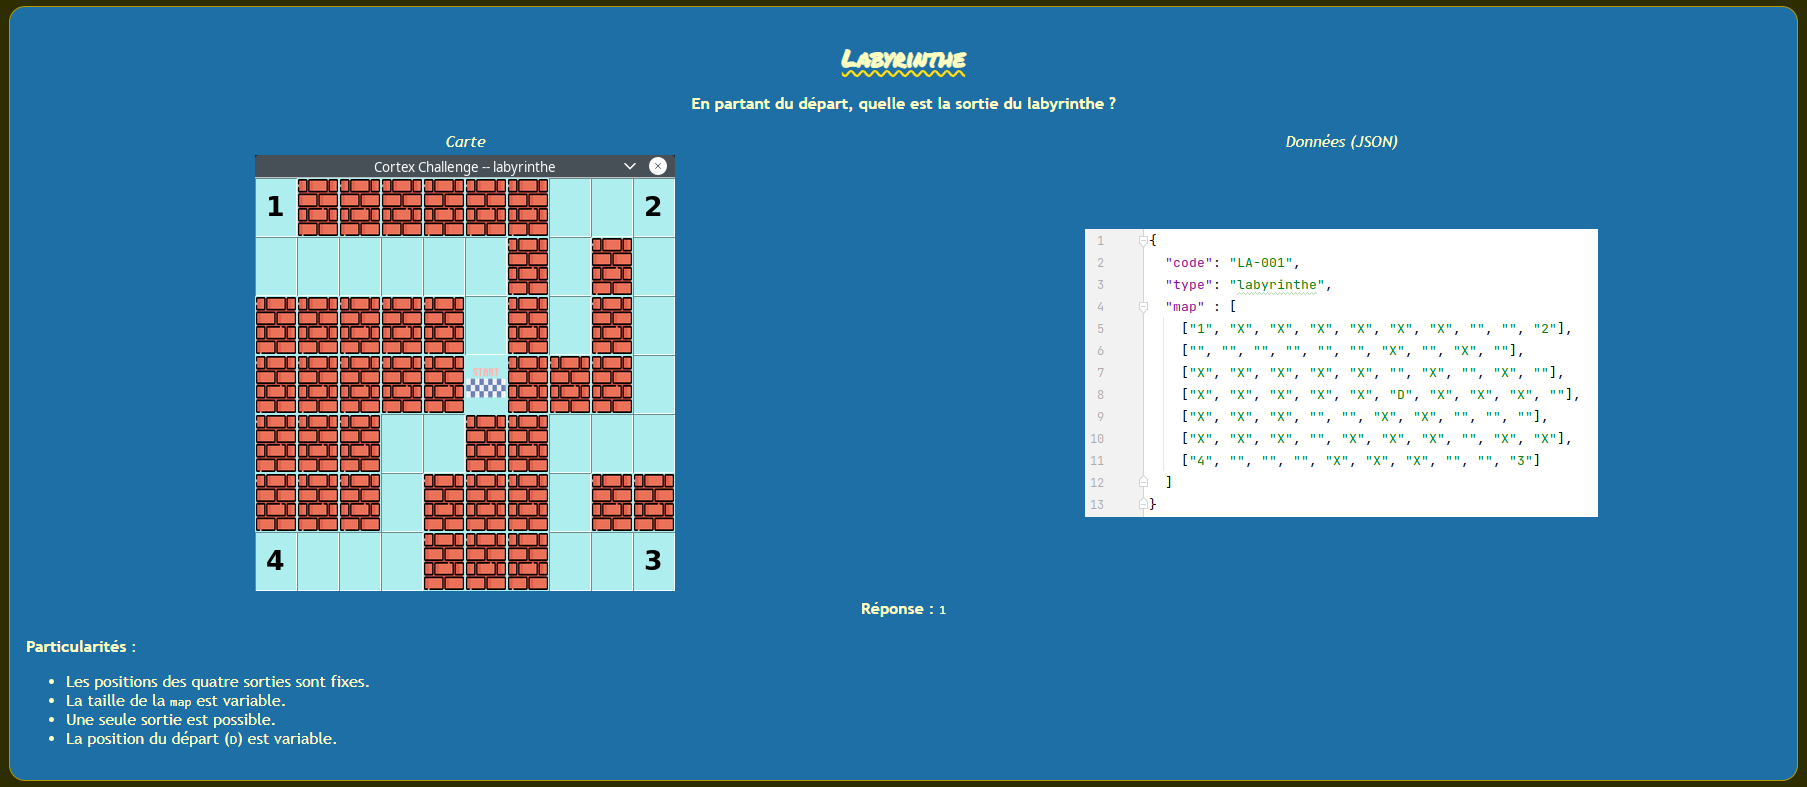 Labyrinthe
En partant du départ, quelle est la sortie du labyrinthe ?
Carte
Cortex Challenge -- labyrinthe
1 2
START
4 3
Données (JSON)
1 {
2 "code": "LA-001",
3 "type": "labyrinthe",
4 "map" : [
5 ["1", "X", "X", "X", "X", "X", "X", "", "", "2"],
6 ["", "", "", "", "", "", "X", "", "X", ""],
7 ["X", "X", "X", "X", "X", "", "X", "", "X", ""],
8 ["X", "X", "X", "X", "X", "D", "X", "X", "X", ""],
9 ["X", "X", "X", "", "", "X", "X", "", "", ""],
10 ["X", "X", "X", "", "X", "X", "X", "", "X", "X"],
11 ["4", "", "", "", "X", "X", "X", "", "", "3"]
12 ]
13 }
Réponse : 1
Particularités :
• Les positions des quatre sorties sont fixes.
• La taille de la map est variable.
• Une seule sortie est possible.
• La position du départ (D) est variable.